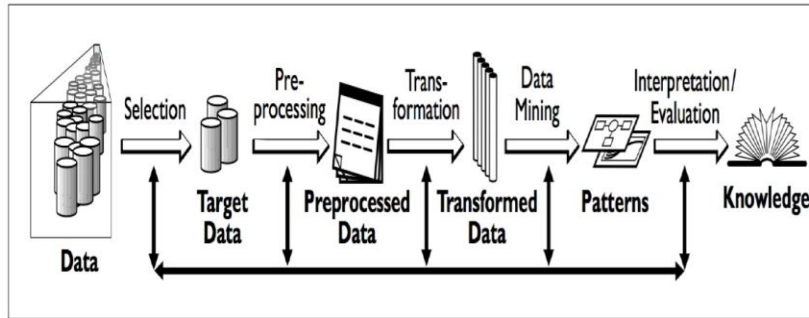 Selection
Pre-
processing
Trans-
formation
Data
Mining
Interpretation/
Evaluation
Data
Target
Data
Preprocessed
Data
Transformed
Data
Patterns
Knowledge